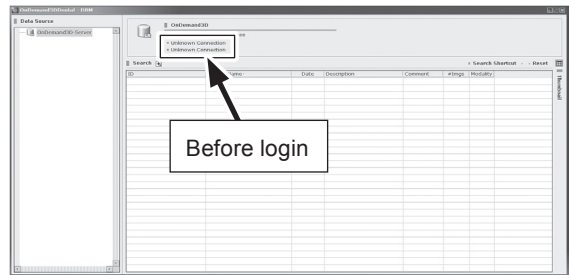 OnDemand3DDental - DBM
Data Source
OnDemand3D Server
OnDemand3D
Unknown Connection
Unknown Connection
Search
Search Shortcut
Reset
ID
Name
Date
Description
Comment
#Imgs
Modality
Thumbnail
Before login